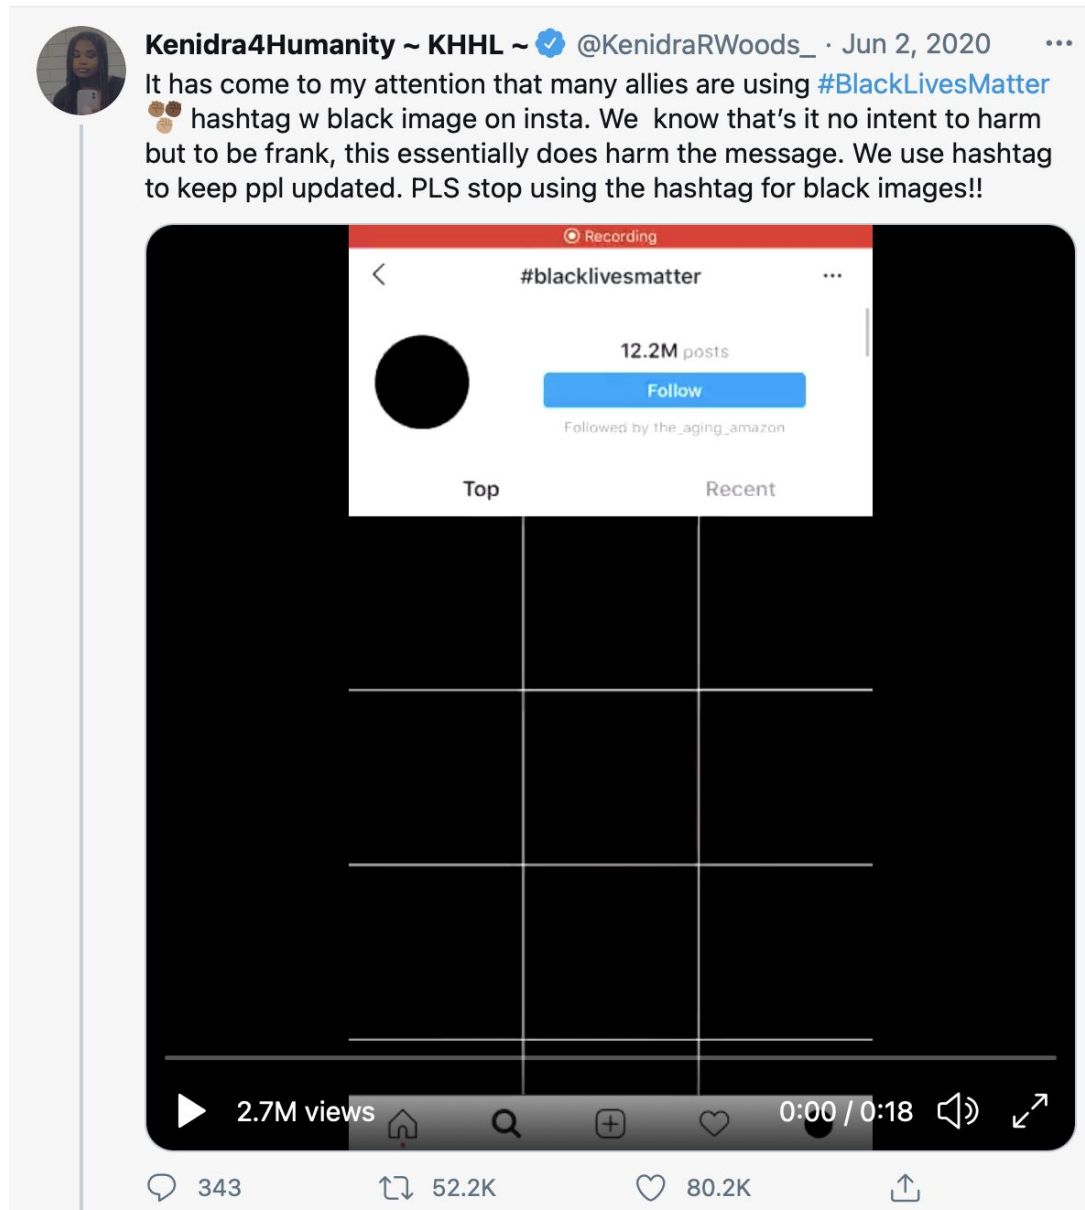 Kenidra4Humanity ~ KHHL ~ @KenidraRWoods_ · Jun 2, 2020
It has come to my attention that many allies are using #BlackLivesMatter
hashtag w black image on insta. We  know that’s it no intent to harm
but to be frank, this essentially does harm the message. We use hashtag
to keep ppl updated. PLS stop using the hashtag for black images!!
Recording
#blacklivesmatter
12.2M posts
Follow
Followed by the_aging_amazon
Top Recent
2.7M views 0:00 / 0:18
343 52.2K 80.2K